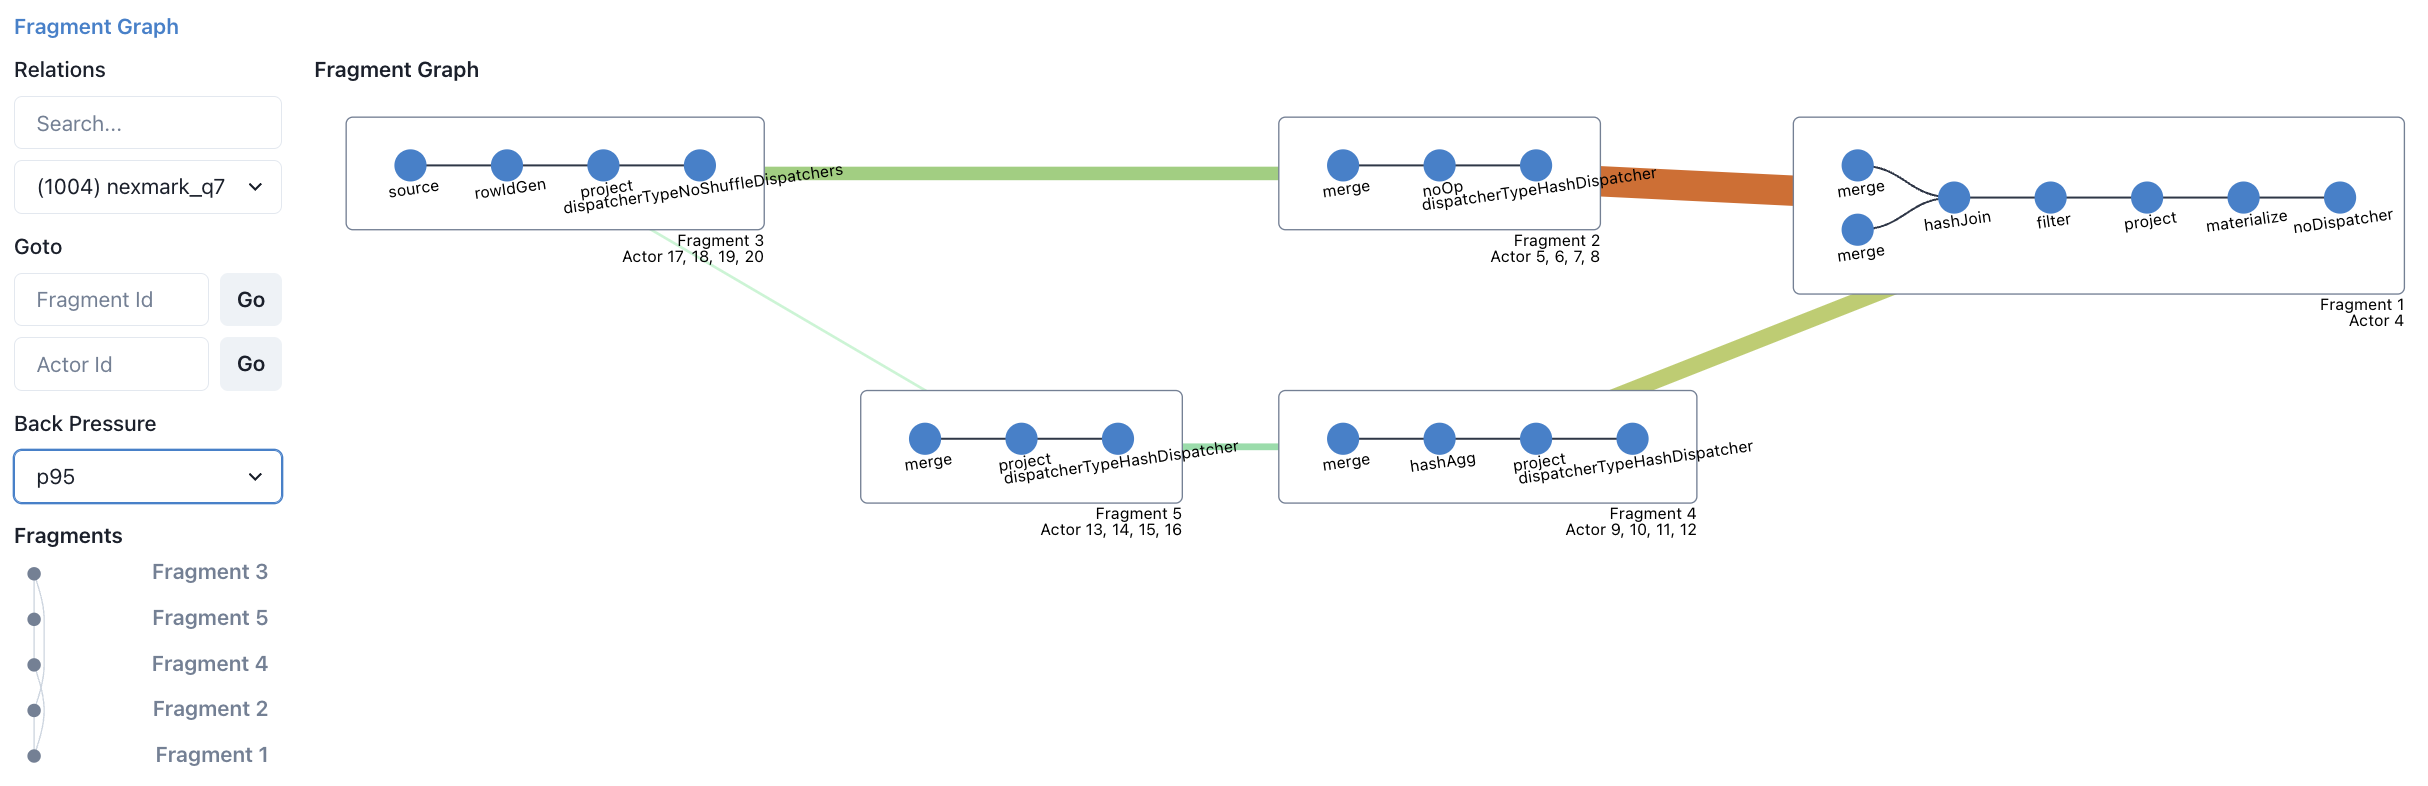 Fragment Graph
Relations
Search...
(1004) nexmark_q7
Goto
Fragment Id
Go
Actor Id
Go
Back Pressure
p95
Fragments
Fragment 3
Fragment 5
Fragment 4
Fragment 2
Fragment 1
Fragment Graph
source
rowIdGen
project
dispatcherTypeNoShuffleDispatchers
Fragment 3
Actor 17, 18, 19, 20
merge
noOp
dispatcherTypeHashDispatcher
Fragment 2
Actor 5, 6, 7, 8
merge
merge
hashJoin
filter
project
materialize
noDispatcher
Fragment 1
Actor 4
merge
project
dispatcherTypeHashDispatcher
Fragment 5
Actor 13, 14, 15, 16
merge
hashAgg
project
dispatcherTypeHashDispatcher
Fragment 4
Actor 9, 10, 11, 12